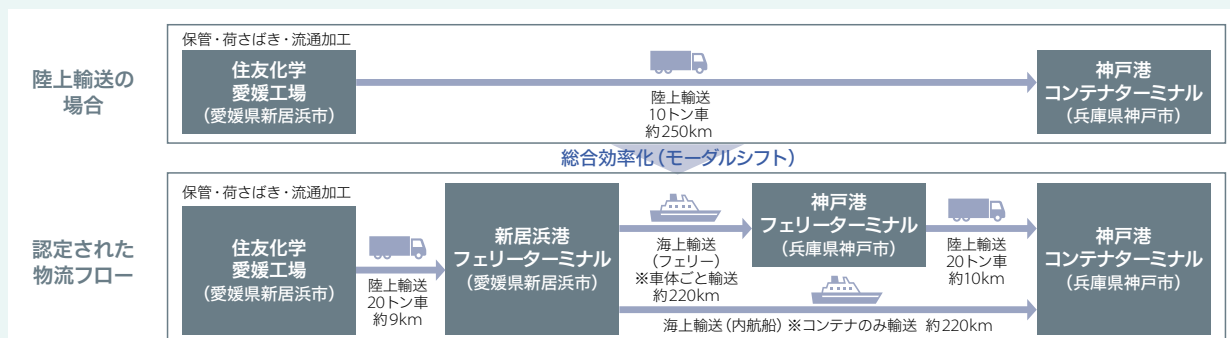 陸上輸送の
場合
保管・荷さばき・流通加工
住友化学
愛媛工場
（愛媛県新居浜市）
陸上輸送
10トン車
約250km
神戸港
コンテナターミナル
（兵庫県神戸市）
総合効率化（モーダルシフト）
認定された
物流フロー
保管・荷さばき・流通加工
住友化学
愛媛工場
（愛媛県新居浜市）
陸上輸送
20トン車
約9km
新居浜港
フェリーターミナル
（愛媛県新居浜市）
海上輸送
（フェリー）
※車体ごと輸送
約220km
神戸港
フェリーターミナル
（兵庫県神戸市）
陸上輸送
20トン車
約10km
海上輸送（内航船）※コンテナのみ輸送 約220km
神戸港
コンテナターミナル
（兵庫県神戸市）